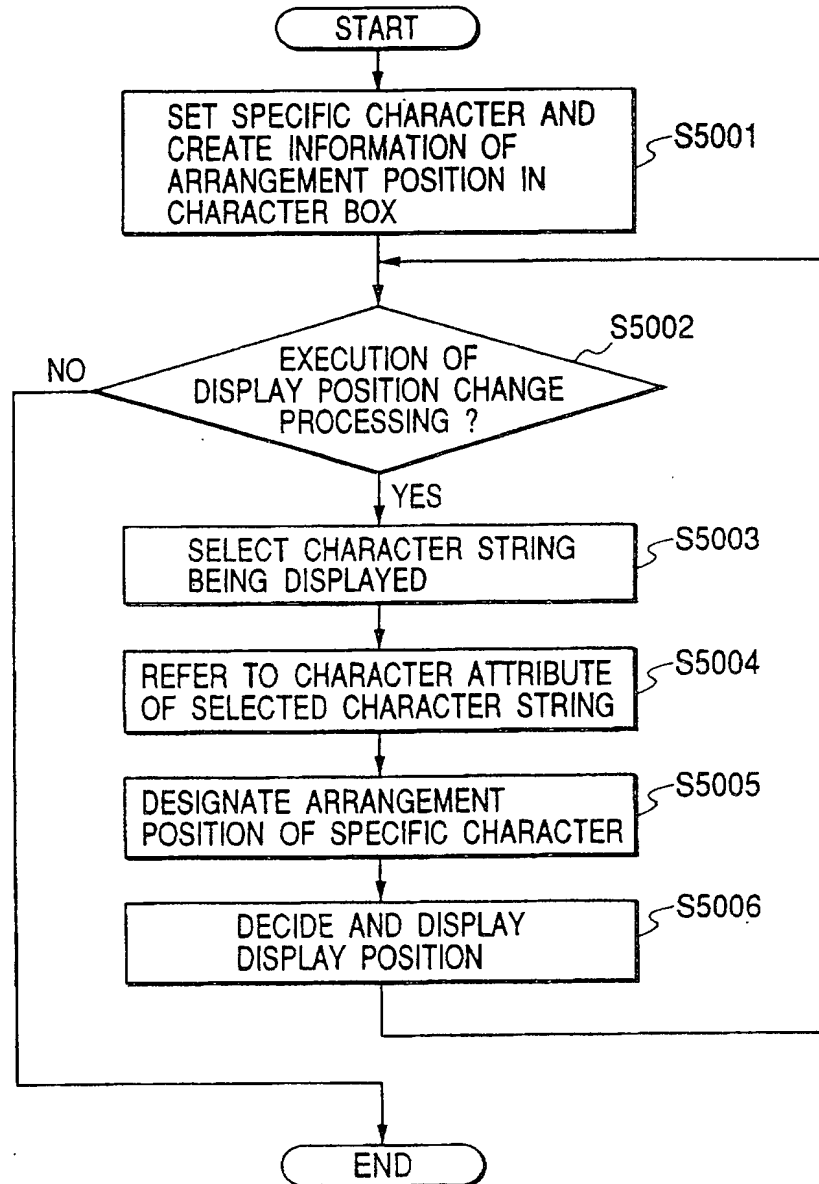 START
SET SPECIFIC CHARACTER AND
CREATE INFORMATION OF
ARRANGEMENT POSITION IN
CHARACTER BOX
S5001
S5002
NO
EXECUTION OF
DISPLAY POSITION CHANGE
PROCESSING ?
YES
SELECT CHARACTER STRING
BEING DISPLAYED
S5003
REFER TO CHARACTER ATTRIBUTE
OF SELECTED CHARACTER STRING
S5004
DESIGNATE ARRANGEMENT
POSITION OF SPECIFIC CHARACTER
S5005
DECIDE AND DISPLAY
DISPLAY POSITION
S5006
END